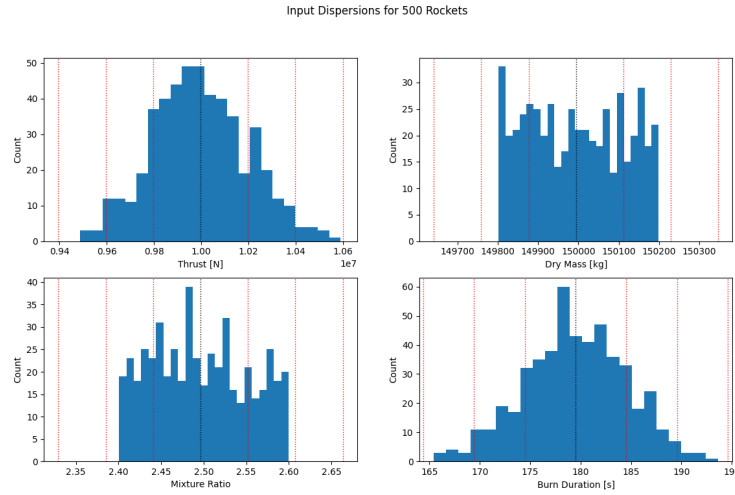 Input Dispersions for 500 Rockets
50
40
30
20
10
0
Count
0.94 0.96 0.98 1.00 1.02 1.04 1.06
Thrust [N]
1e7
30
25
20
15
10
5
0
Count
149700 149800 149900 150000 150100 150200 150300
Dry Mass [kg]
40
35
30
25
20
15
10
5
0
Count
2.35 2.40 2.45 2.50 2.55 2.60 2.65
Mixture Ratio
60
50
40
30
20
10
0
Count
165 170 175 180 185 190 195
Burn Duration [s]